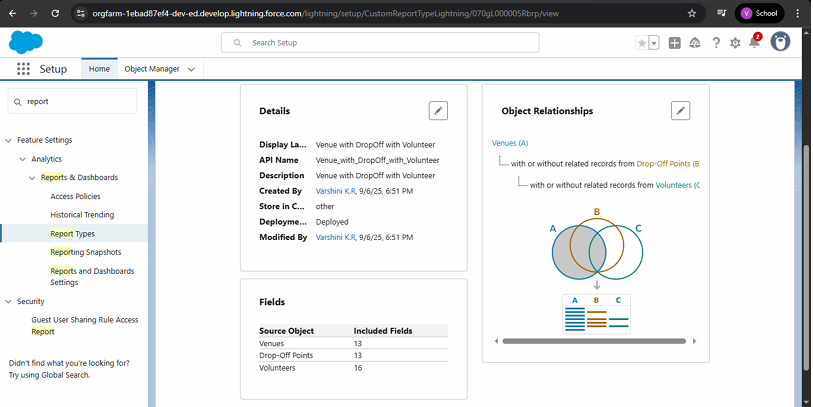 orgfarm-1ebad87ef4-dev-ed.develop.lightning.force.com/lightning/setup/CustomReportTypeLightning/070gL000005Rbrp/view
V School
Search Setup
2
Setup Home Object Manager
report
Feature Settings
Analytics
Reports & Dashboards
Access Policies
Historical Trending
Report Types
Reporting Snapshots
Reports and Dashboards
Settings
Security
Guest User Sharing Rule Access
Report
Didn't find what you're looking for?
Try using Global Search.
Details
Display La... Venue with DropOff with Volunteer
API Name Venue_with_DropOff_with_Volunteer
Description Venue with DropOff with Volunteer
Created By Varshini K.R, 9/6/25, 6:51 PM
Store in C... other
Deployme... Deployed
Modified By Varshini K.R, 9/6/25, 6:51 PM
Fields
Source Object Included Fields
Venues 13
Drop-Off Points 13
Volunteers 16
Object Relationships
Venues (A)
with or without related records from Drop-Off Points (B
with or without related records from Volunteers (C
B
A C
A B C